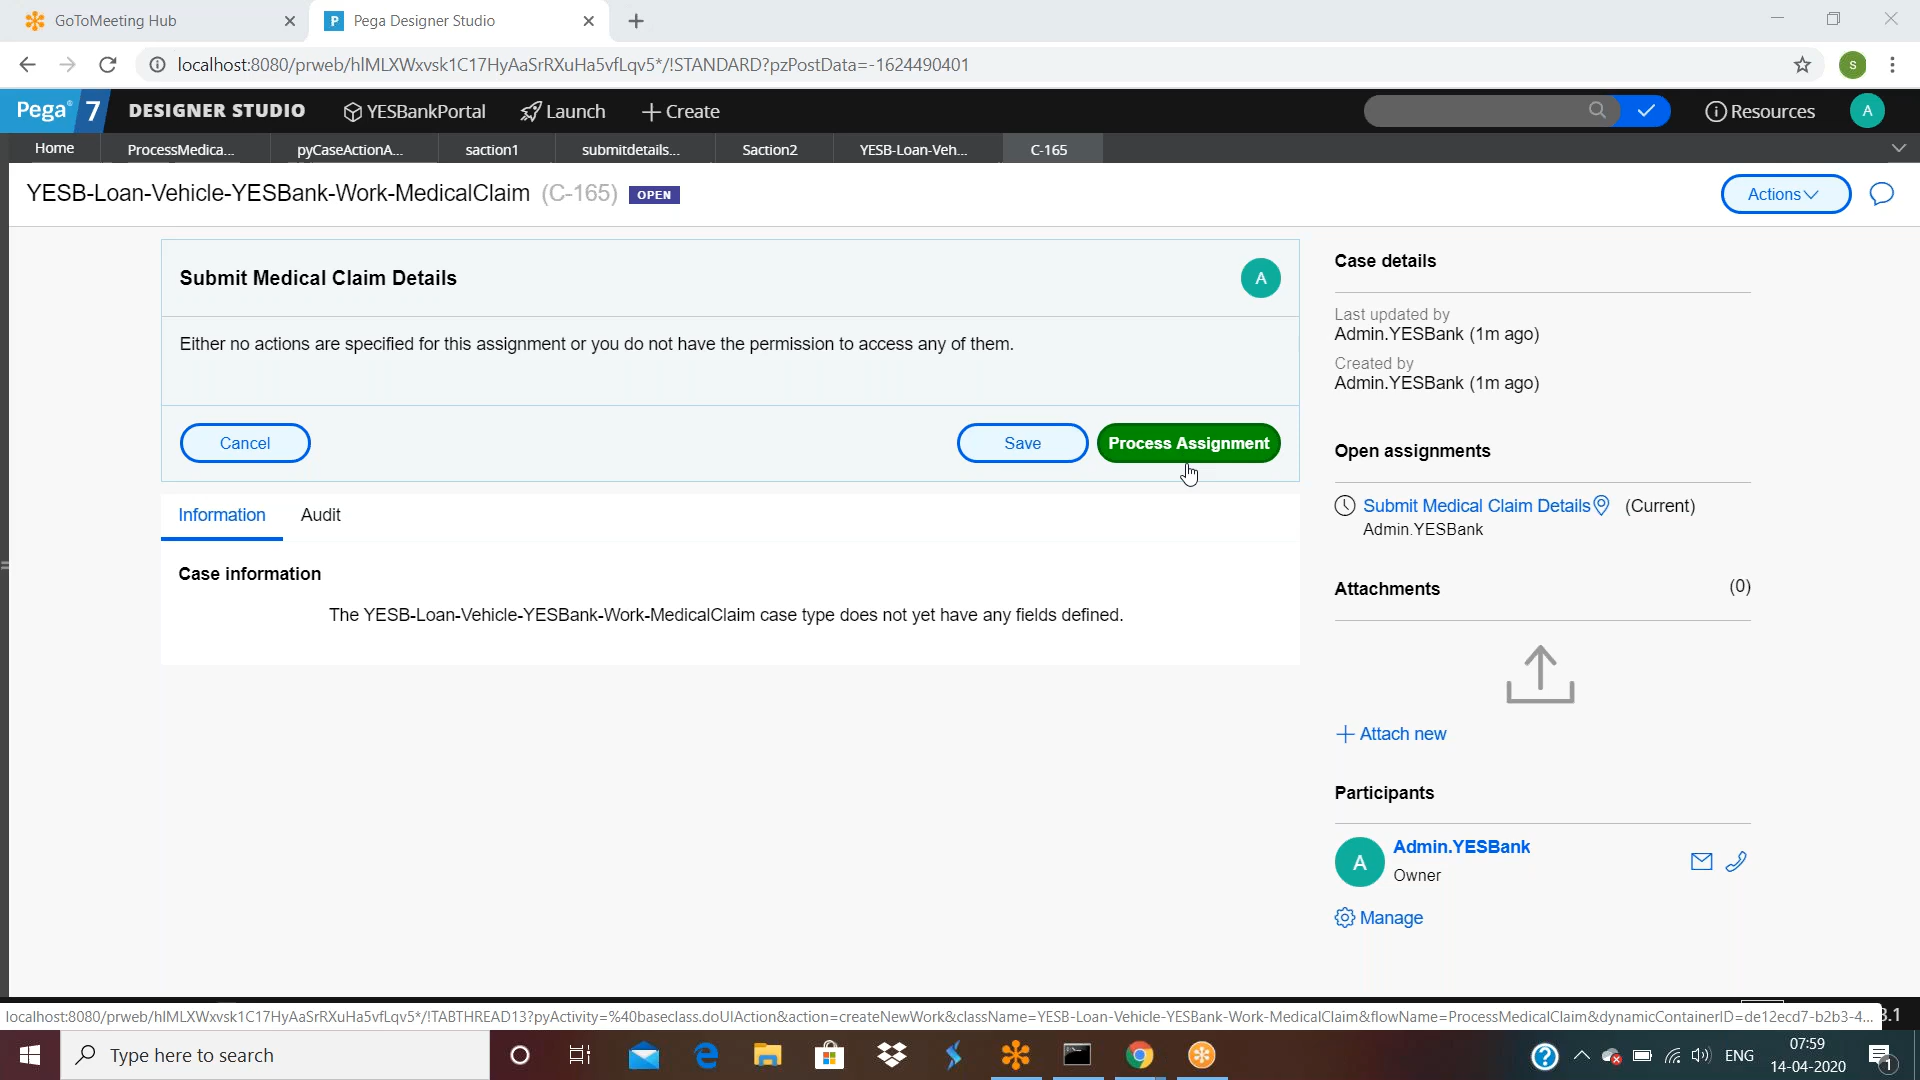 GoToMeeting Hub
P Pega Designer Studio
localhost:8080/prweb/hIMLXWxvsk1C17HyAaSrRXuHa5vfLqv5*/!STANDARD?pzPostData=-1624490401
s
Pega 7 DESIGNER STUDIO YESBankPortal Launch Create Resources A
Home ProcessMedica... pyCaseActionA... saction1 submitdetails... Saction2 YESB-Loan-Veh... C-165
YESB-Loan-Vehicle-YESBank-Work-MedicalClaim (C-165) OPEN
Actions
Submit Medical Claim Details
A
Either no actions are specified for this assignment or you do not have the permission to access any of them.
Cancel
Save
Process Assignment
Information Audit
Case information
The YESB-Loan-Vehicle-YESBank-Work-MedicalClaim case type does not yet have any fields defined.
Case details
Last updated by
Admin.YESBank (1m ago)
Created by
Admin.YESBank (1m ago)
Open assignments
Submit Medical Claim Details (Current)
Admin.YESBank
Attachments (0)
Attach new
Participants
A
Admin.YESBank
Owner
Manage
localhost:8080/prweb/hIMLXWxvsk1C17HyAaSrRXuHa5vfLqv5*/!TABTHREAD13?pyActivity=%40baseclass.doUIAction&action=createNewWork&className=YESB-Loan-Vehicle-YESBank-Work-MedicalClaim&flowName=ProcessMedicalClaim&dynamicContainerID=de12ecd7-b2b3-4...
Type here to search
ENG
07:59
14-04-2020
1